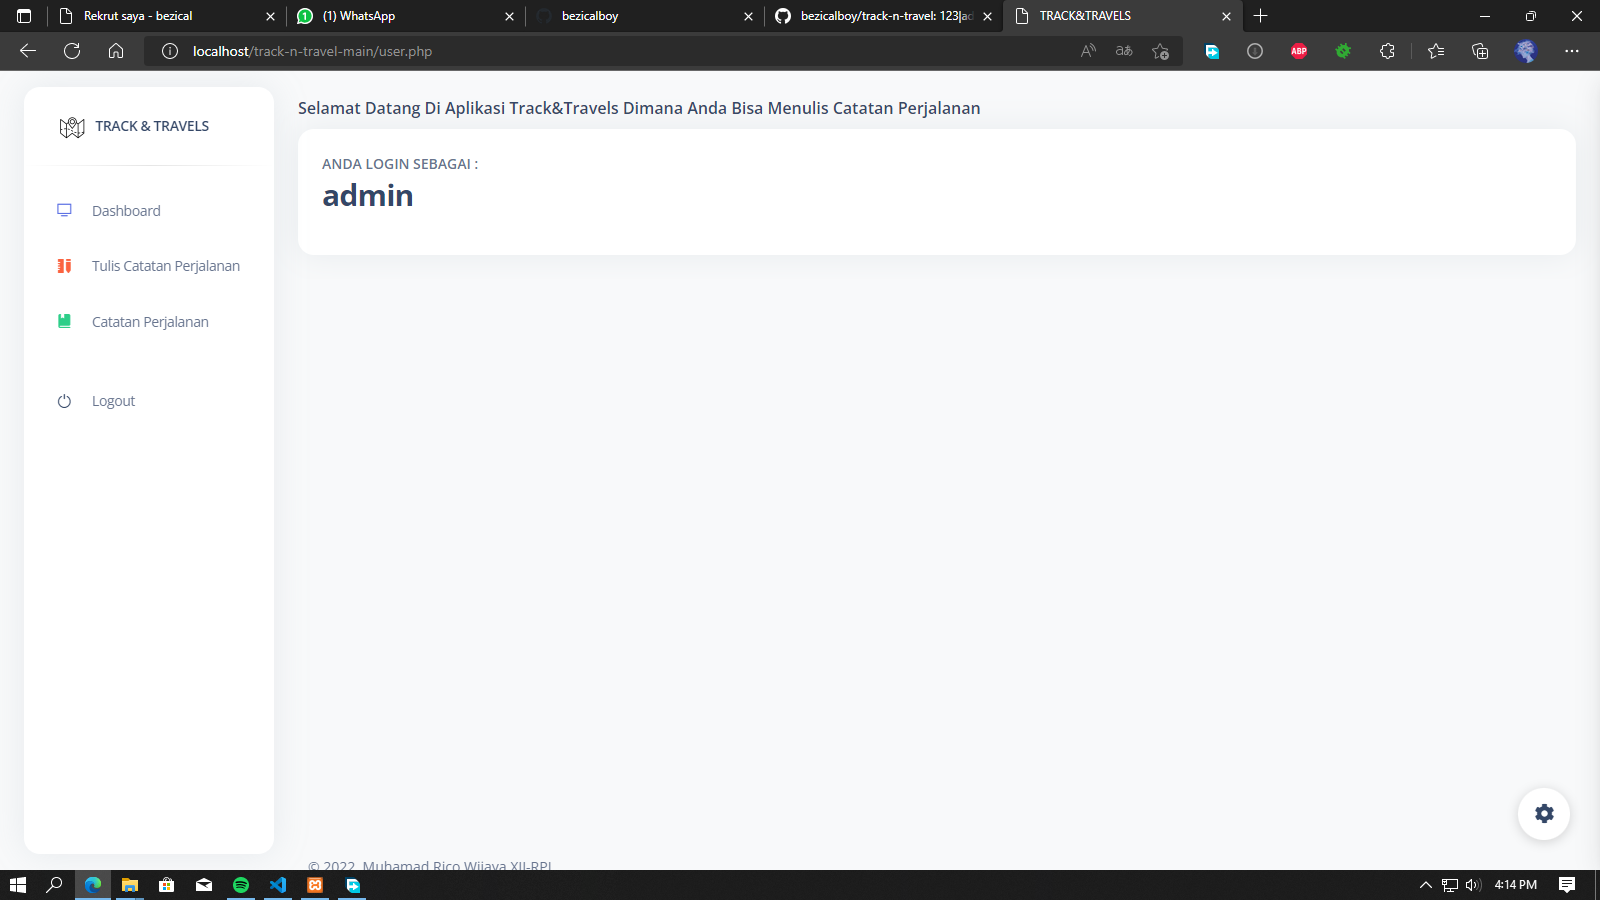 Rekrut saya - bezical
(1) WhatsApp
bezicalboy
bezicalboy/track-n-travel: 123|ad
TRACK&TRAVELS
localhost/track-n-travel-main/user.php
ABP
TRACK & TRAVELS
Dashboard
Tulis Catatan Perjalanan
Catatan Perjalanan
Logout
Selamat Datang Di Aplikasi Track&Travels Dimana Anda Bisa Menulis Catatan Perjalanan
ANDA LOGIN SEBAGAI :
admin
© 2022, Muhamad Rico Wijaya XII-RPL
4:14 PM